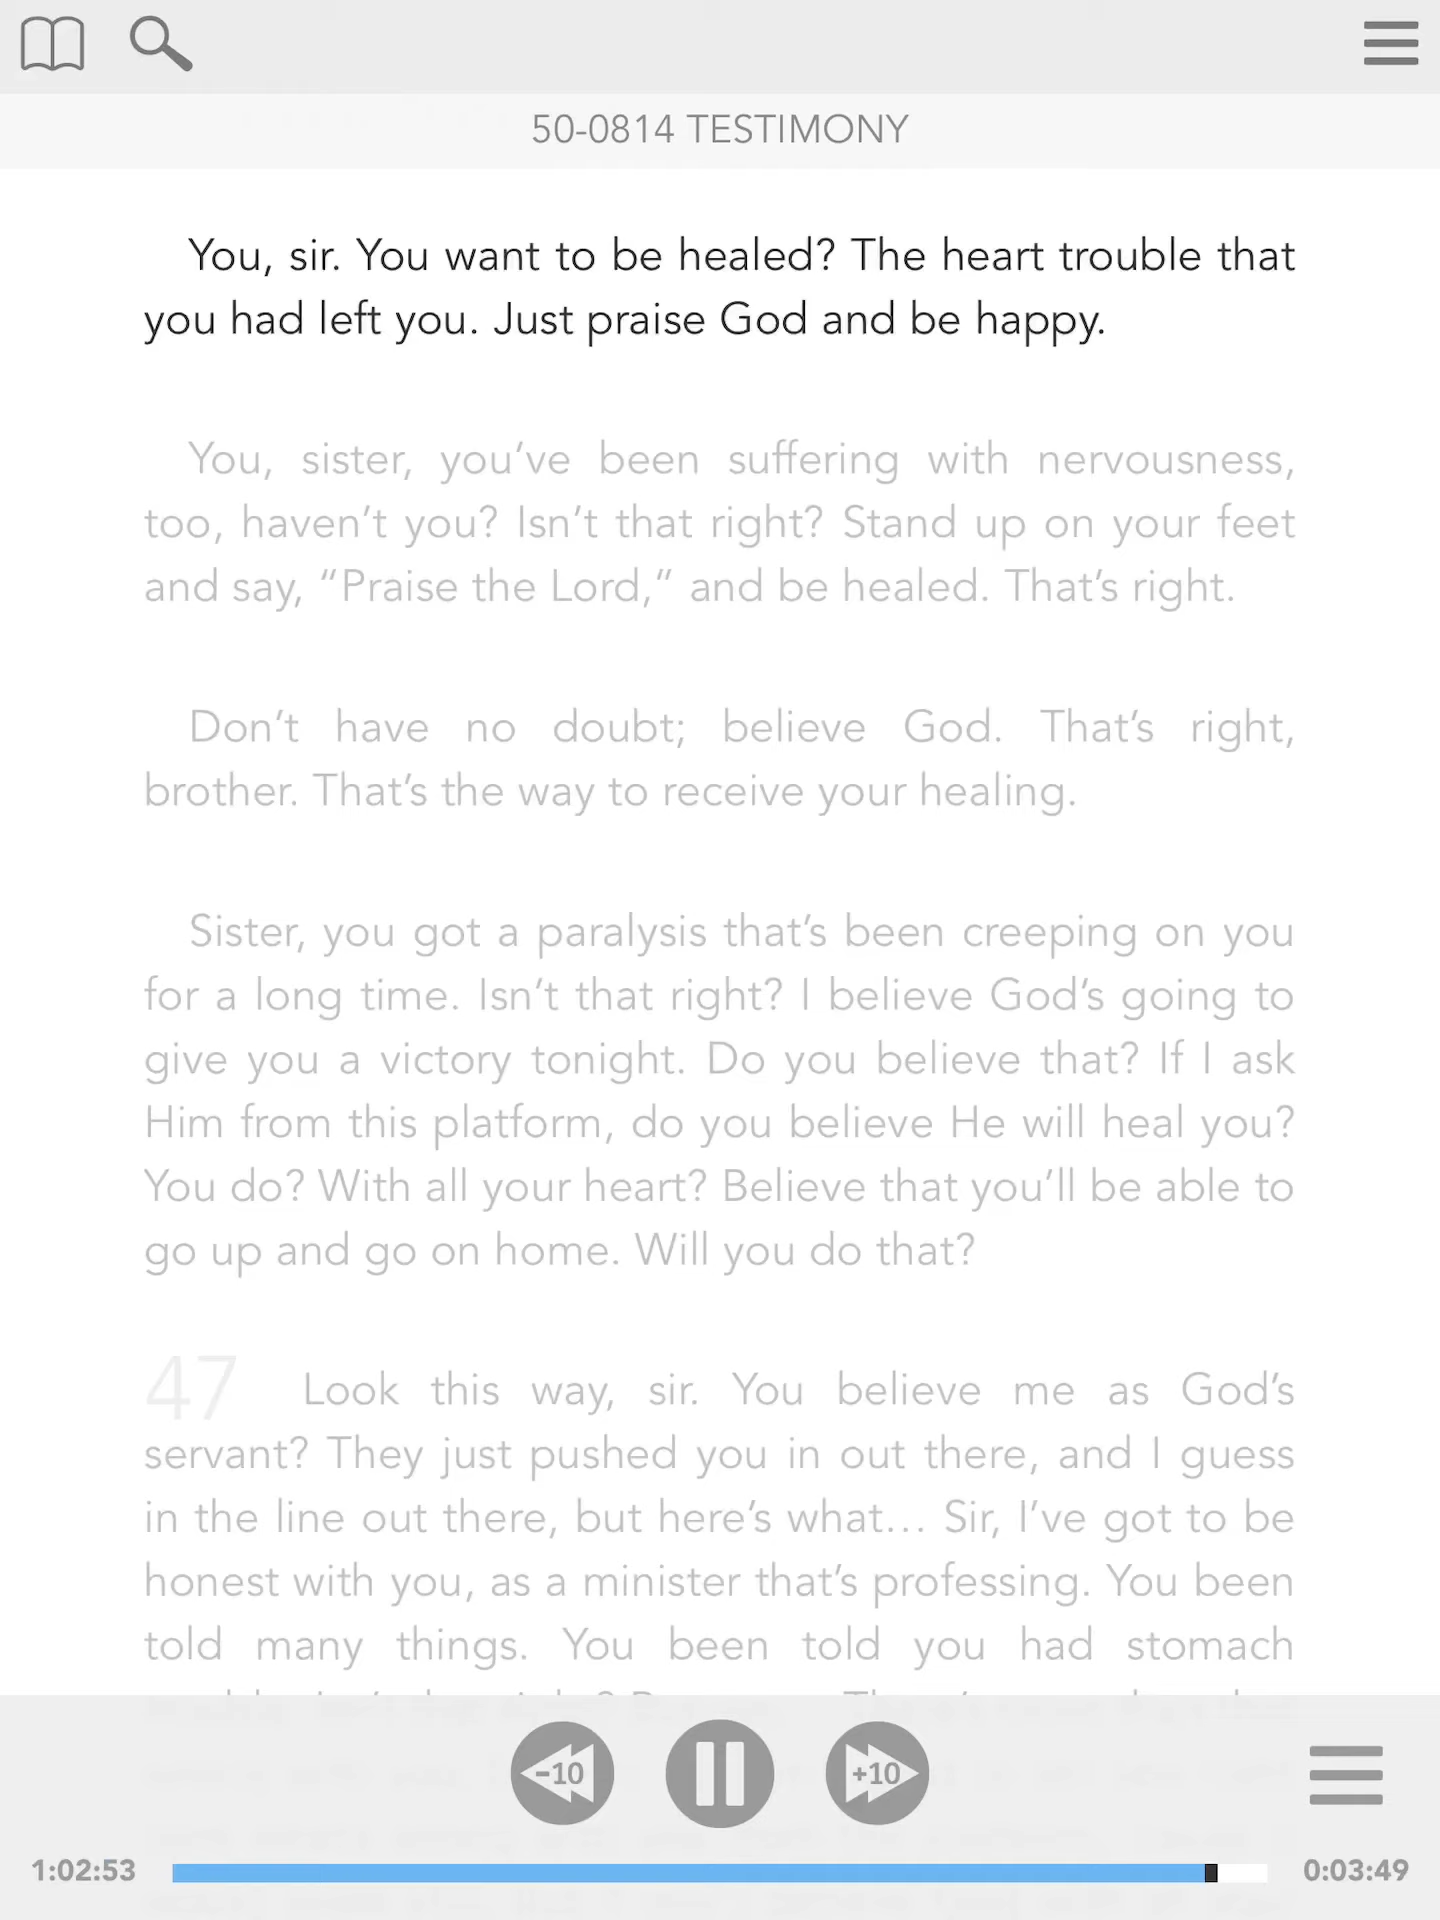 50-0814 TESTIMONY
You, sir. You want to be healed? The heart trouble that
you had left you. Just praise God and be happy.
You, sister, you’ve been suffering with nervousness,
too, haven’t you? Isn’t that right? Stand up on your feet
and say, “Praise the Lord,” and be healed. That’s right.
Don’t have no doubt; believe God. That’s right,
brother. That’s the way to receive your healing.
Sister, you got a paralysis that’s been creeping on you
for a long time. Isn’t that right? I believe God’s going to
give you a victory tonight. Do you believe that? If I ask
Him from this platform, do you believe He will heal you?
You do? With all your heart? Believe that you’ll be able to
go up and go on home. Will you do that?
47 Look this way, sir. You believe me as God’s
servant? They just pushed you in out there, and I guess
in the line out there, but here’s what… Sir, I’ve got to be
honest with you, as a minister that’s professing. You been
told many things. You been told you had stomach
-10 +10
1:02:53 0:03:49